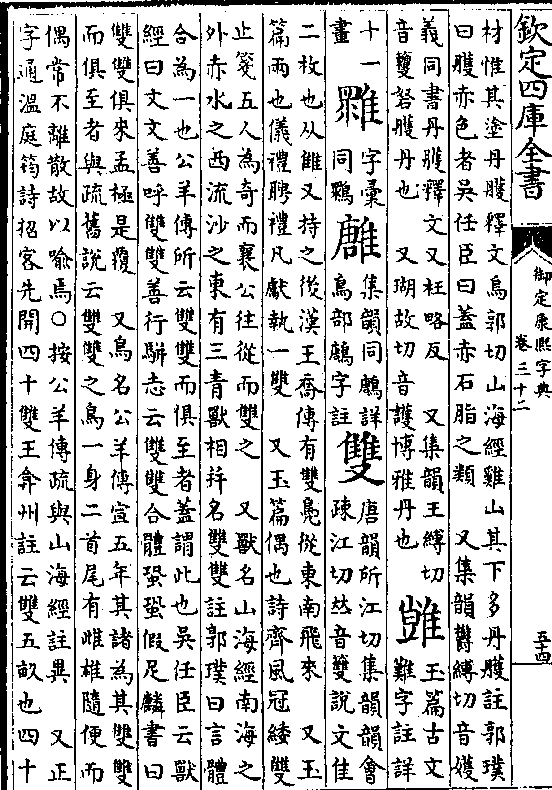 欽定四庫全書
御定康熙字典
卷三十二
五十四
材惟其塗丹雘釋文烏郭切山海經雞山其下多丹雘註郭璞
曰雘赤色者吳任臣曰蓋赤石脂之類 又集韻鬱縛切音嬳
義同書丹雘釋文又枉略反 又集韻王縛切
音籰砮雘丹也 又瑚故切音護博雅丹也 𨿅 玉篇古文
難字註詳
十一
畫 𨿽 字彙
同鷚 䧹 集韻同鷓詳
鳥部鷓字註 雙 唐韻所江切集韻韻會
疎江切𠀤音䉶說文隹
二枚也从雔又持之後漢王喬傳有雙鳧從東南飛來 又玉
篇兩也儀禮聘禮凡獻執一雙 又玉篇偶也詩齊風冠緌雙
止箋五人為奇而襄公往從而雙之 又獸名山海經南海之
外赤水之西流沙之東有三青獸相幷名雙雙註郭璞曰言體
合為一也公羊傳所云雙雙而俱至者蓋謂此也吳任臣云獸
經曰文文善呼雙雙善行駢志云雙雙合體蛩蛩假足麟書曰
雙雙俱來孟極是覆 又鳥名公羊傳宣五年其諸為其雙雙
而俱至者與疏舊說云雙雙之鳥一身二首尾有雌雄隨便而
偶常不離散故以喻焉○按公羊傳疏與山海經註異 又正
字通溫庭筠詩招客先開四十雙王弇州註云雙五畝也四十